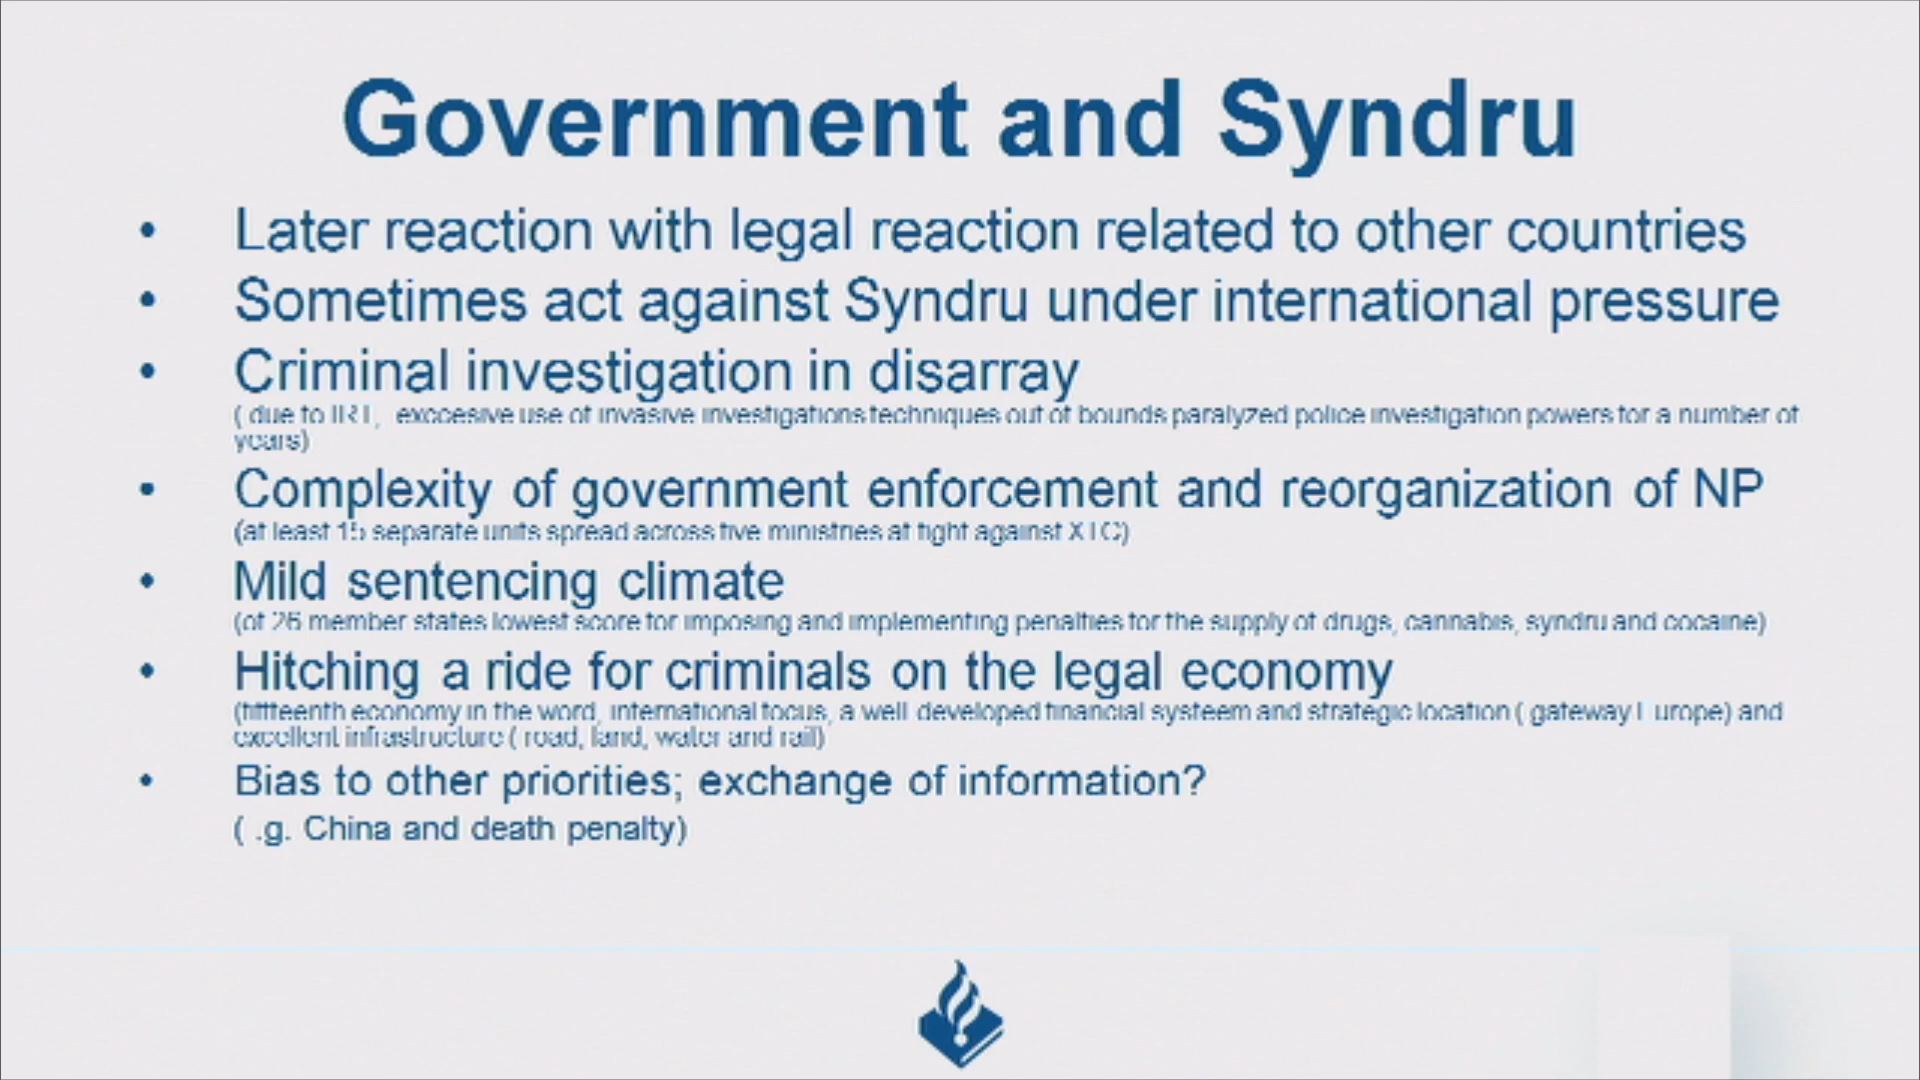 Government and Syndru
• Later reaction with legal reaction related to other countries
• Sometimes act against Syndru under international pressure
• Criminal investigation in disarray
( due to IRT, exccesive use of invasive investigations techniques out of bounds paralyzed police investigation powers for a number of
years)
• Complexity of government enforcement and reorganization of NP
(at least 15 separate units spread across five ministries at fight against XTC)
• Mild sentencing climate
(of 26 member states lowest score for imposing and implementing penalties for the supply of drugs, cannabis, syndru and cocaine)
• Hitching a ride for criminals on the legal economy
(fiffteenth economy in the word, international focus, a well developed financial systeem and strategic location ( gateway Europe) and
excellent infrastructure ( road, land, water and rail)
• Bias to other priorities; exchange of information?
( .g. China and death penalty)